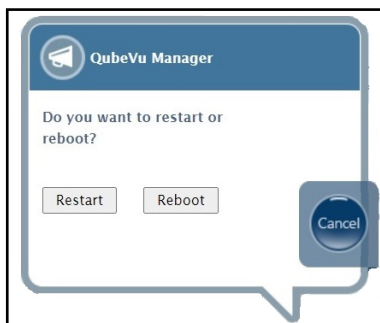 QubeVu Manager
Do you want to restart or
reboot?
Restart Reboot
Cancel